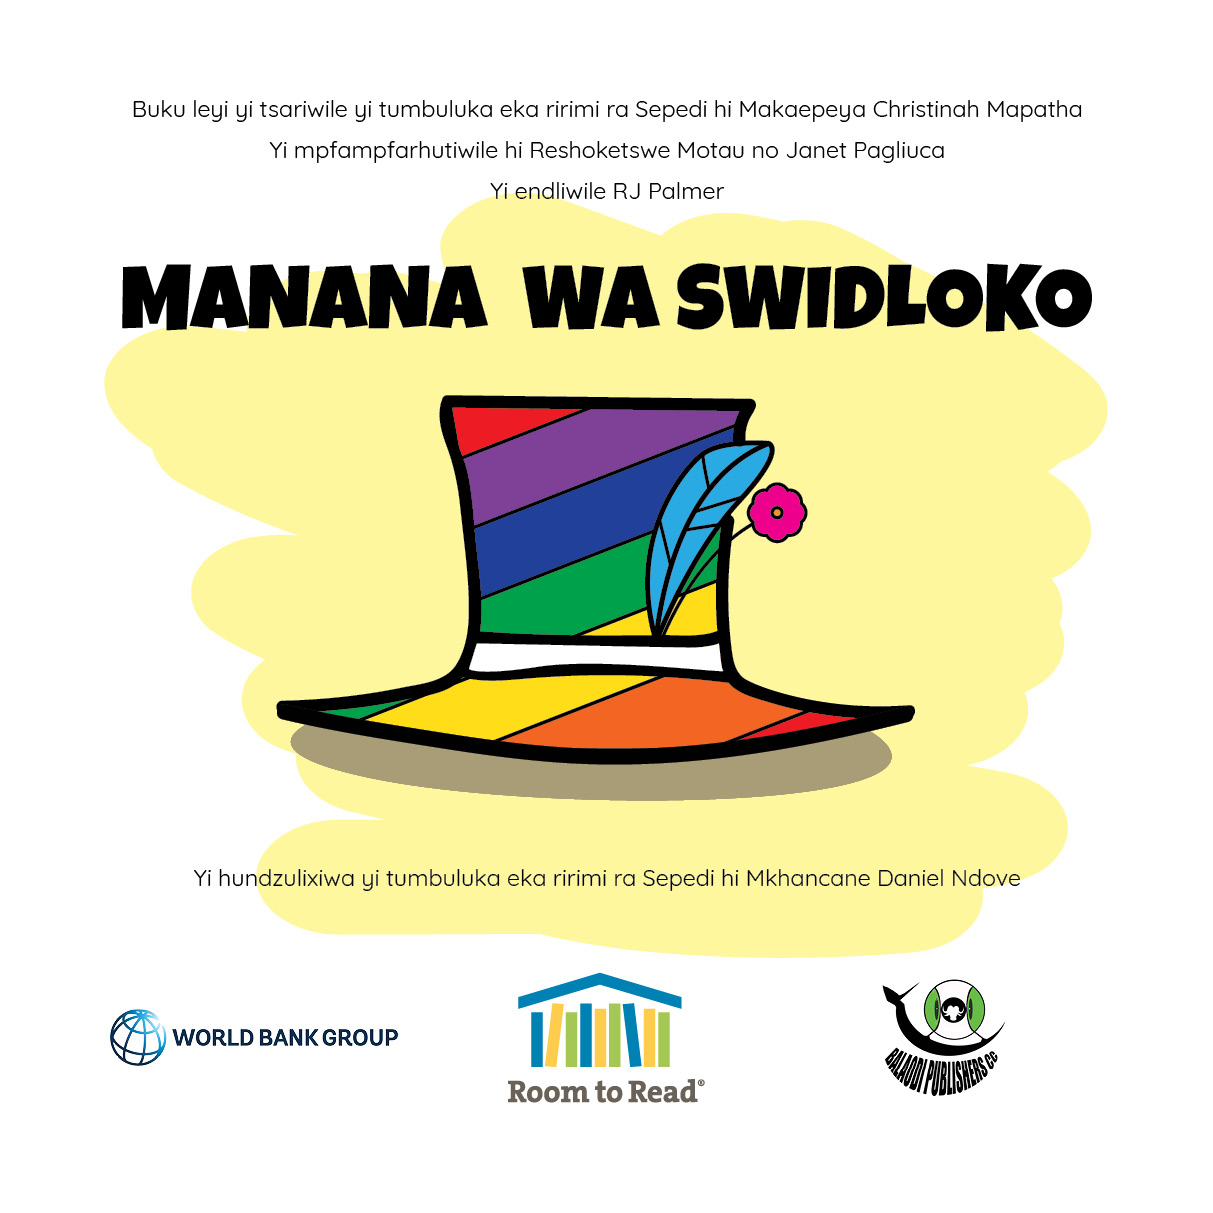 Buku leyi yi tsariwile yi tumbuluka eka ririmi ra Sepedi hi Makaepeya Christinah Mapatha
Yi mpfampfarhutiwile hi Reshoketswe Motau no Janet Pagliuca
Yi endliwile RJ Palmer
MANANA WA SWIDLOKO
Yi hundzulixiwa yi tumbuluka eka ririmi ra Sepedi hi Mkhancane Daniel Ndove
WORLD BANK GROUP
Room to Read®
BALAODI PUBLISHERS CC